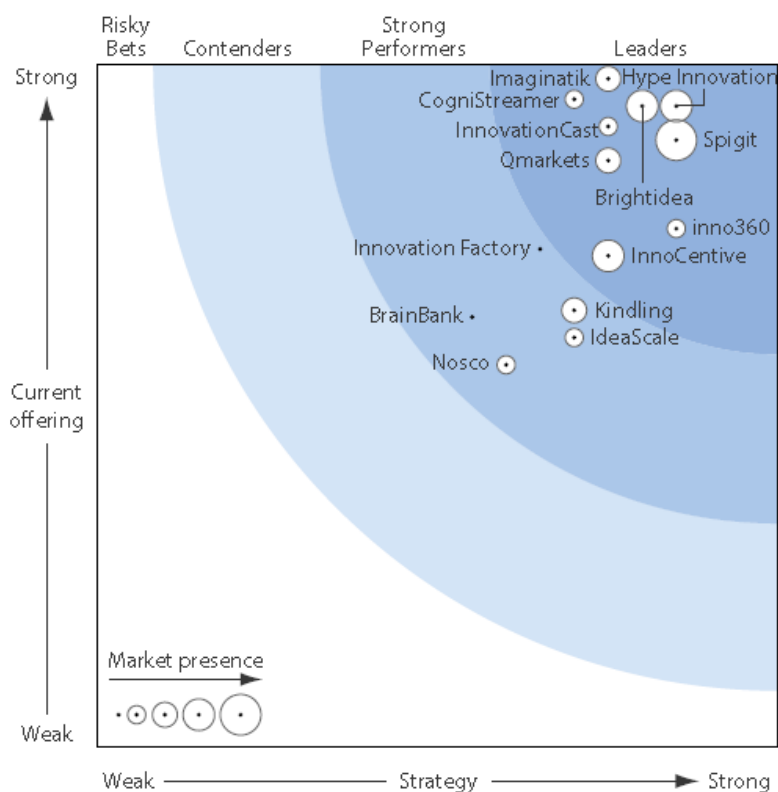 Risky
Bets
Contenders
Strong
Performers
Leaders
Strong
Imaginatik
Hype Innovation
CogniStreamer
InnovationCast
Spigit
Qmarkets
Brightidea
inno360
Innovation Factory
InnoCentive
BrainBank
Kindling
IdeaScale
Nosco
Current
offering
Market presence
Weak
Weak
Strategy
Strong